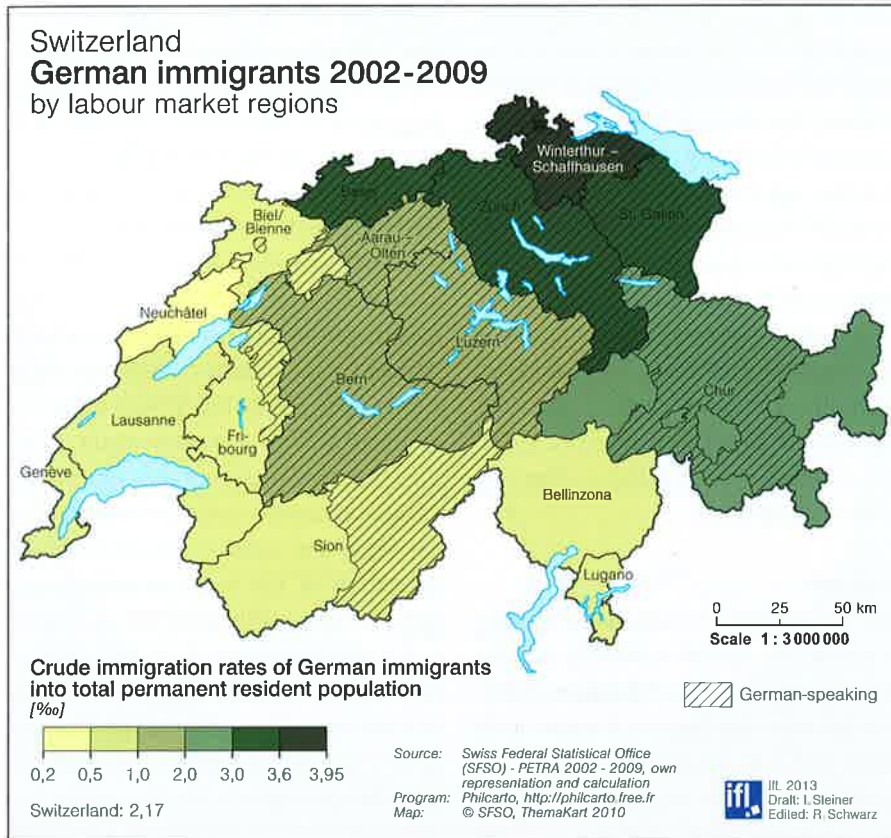 Switzerland
German immigrants 2002-2009
by labour market regions
Winterthur –
Schaffhausen
Basel
Zürich
St. Gallen
Biel/
Bienne
Aarau –
Olten
Neuchâtel
Luzern
Bern
Chur
Lausanne
Fri-
bourg
Genève
Bellinzona
Sion
Lugano
0 25 50 km
Scale 1 : 3 000 000
Crude immigration rates of German immigrants
into total permanent resident population
[‰]
German-speaking
0,2 0,5 1,0 2,0 3,0 3,6 3,95
Switzerland: 2,17
Source: Swiss Federal Statistical Office
(SFSO) - PETRA 2002 - 2009, own
representation and calculation
Program: Philcarto, http://philcarto.free.fr
Map: © SFSO, ThemaKart 2010
ifl
IfL 2013
Draft: I. Steiner
Edited: R. Schwarz